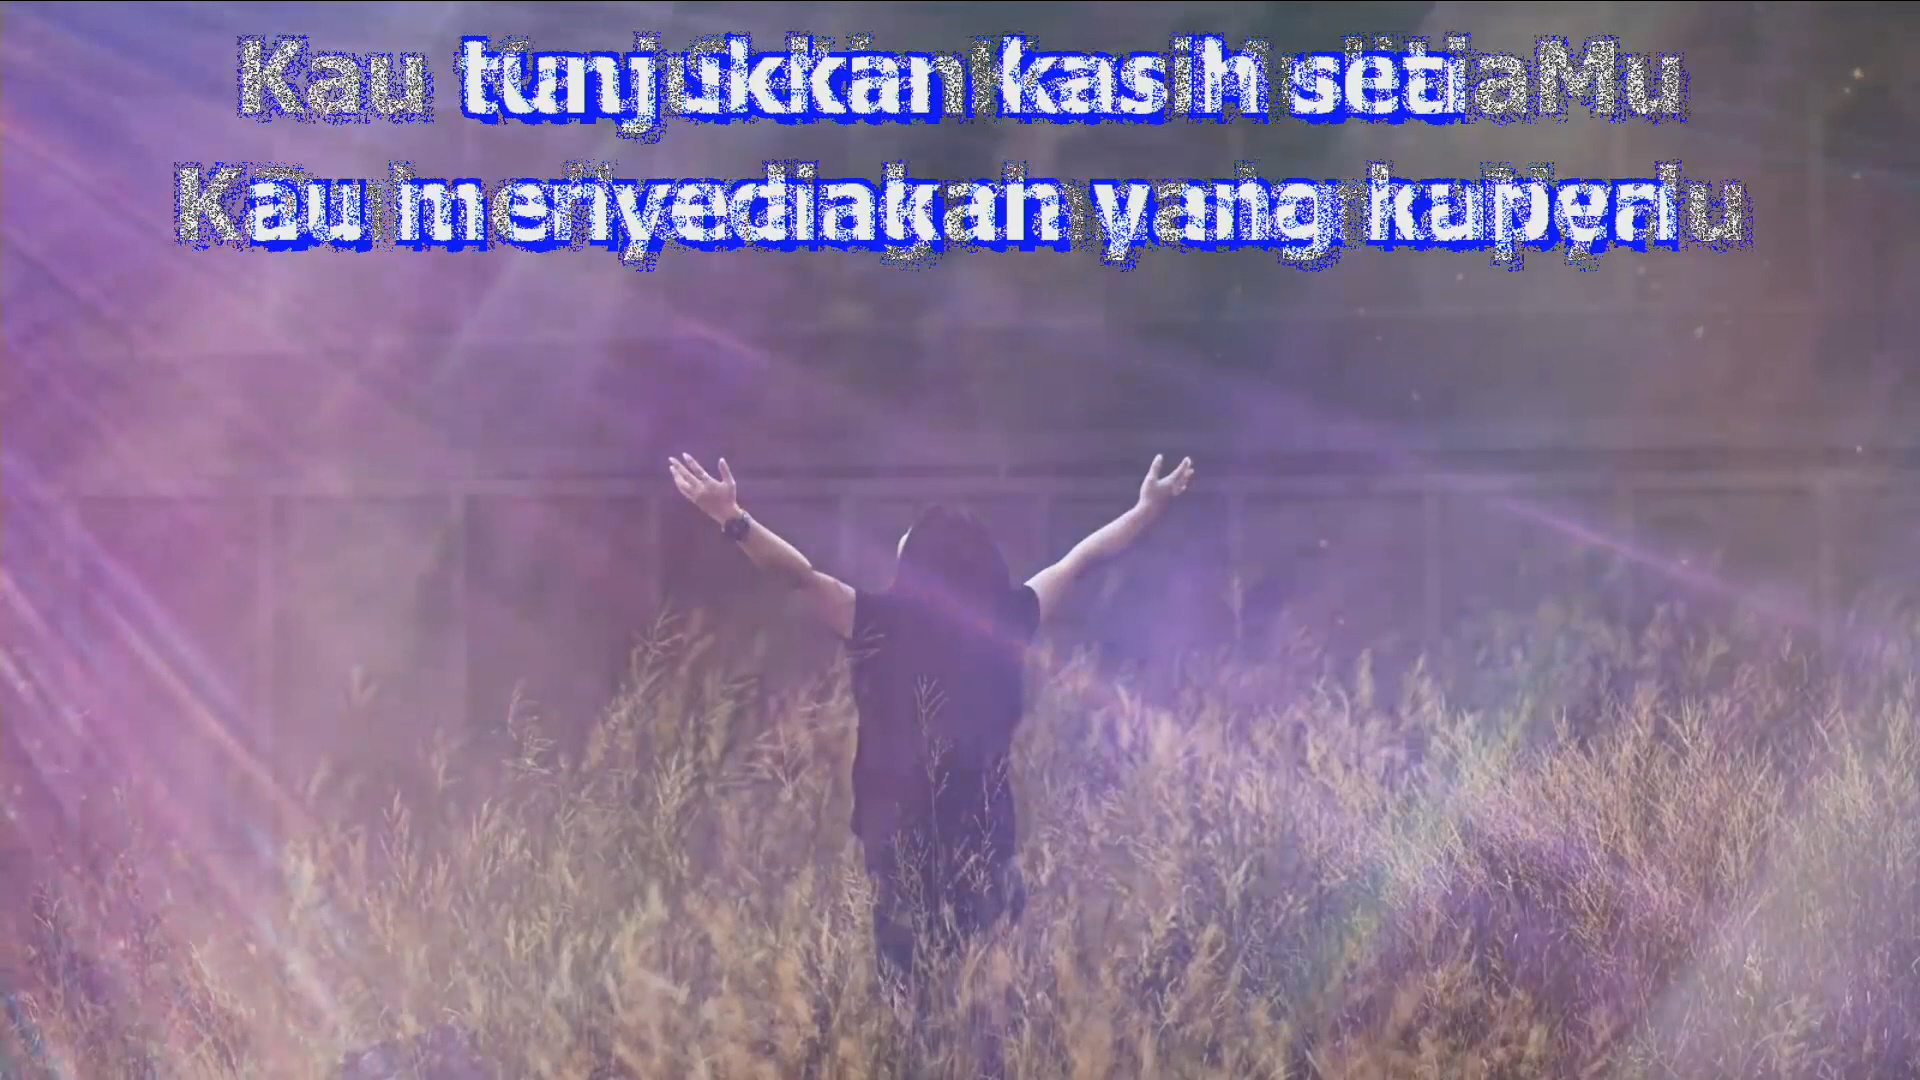 Kau tunjukkan kasih setiaMu
Kau menyediakan yang kuperlu